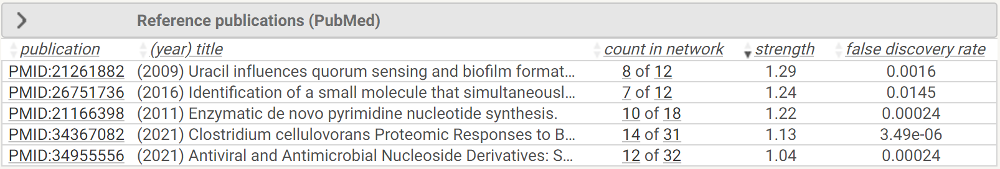 Reference publications (PubMed)
publication (year) title count in network strength false discovery rate
PMID:21261882 (2009) Uracil influences quorum sensing and biofilm format... 8 of 12 1.29 0.0016
PMID:26751736 (2016) Identification of a small molecule that simultaneousl... 7 of 12 1.24 0.0145
PMID:21166398 (2011) Enzymatic de novo pyrimidine nucleotide synthesis. 10 of 18 1.22 0.00024
PMID:34367082 (2021) Clostridium cellulovorans Proteomic Responses to B... 14 of 31 1.13 3.49e-06
PMID:34955556 (2021) Antiviral and Antimicrobial Nucleoside Derivatives: S... 12 of 32 1.04 0.00024